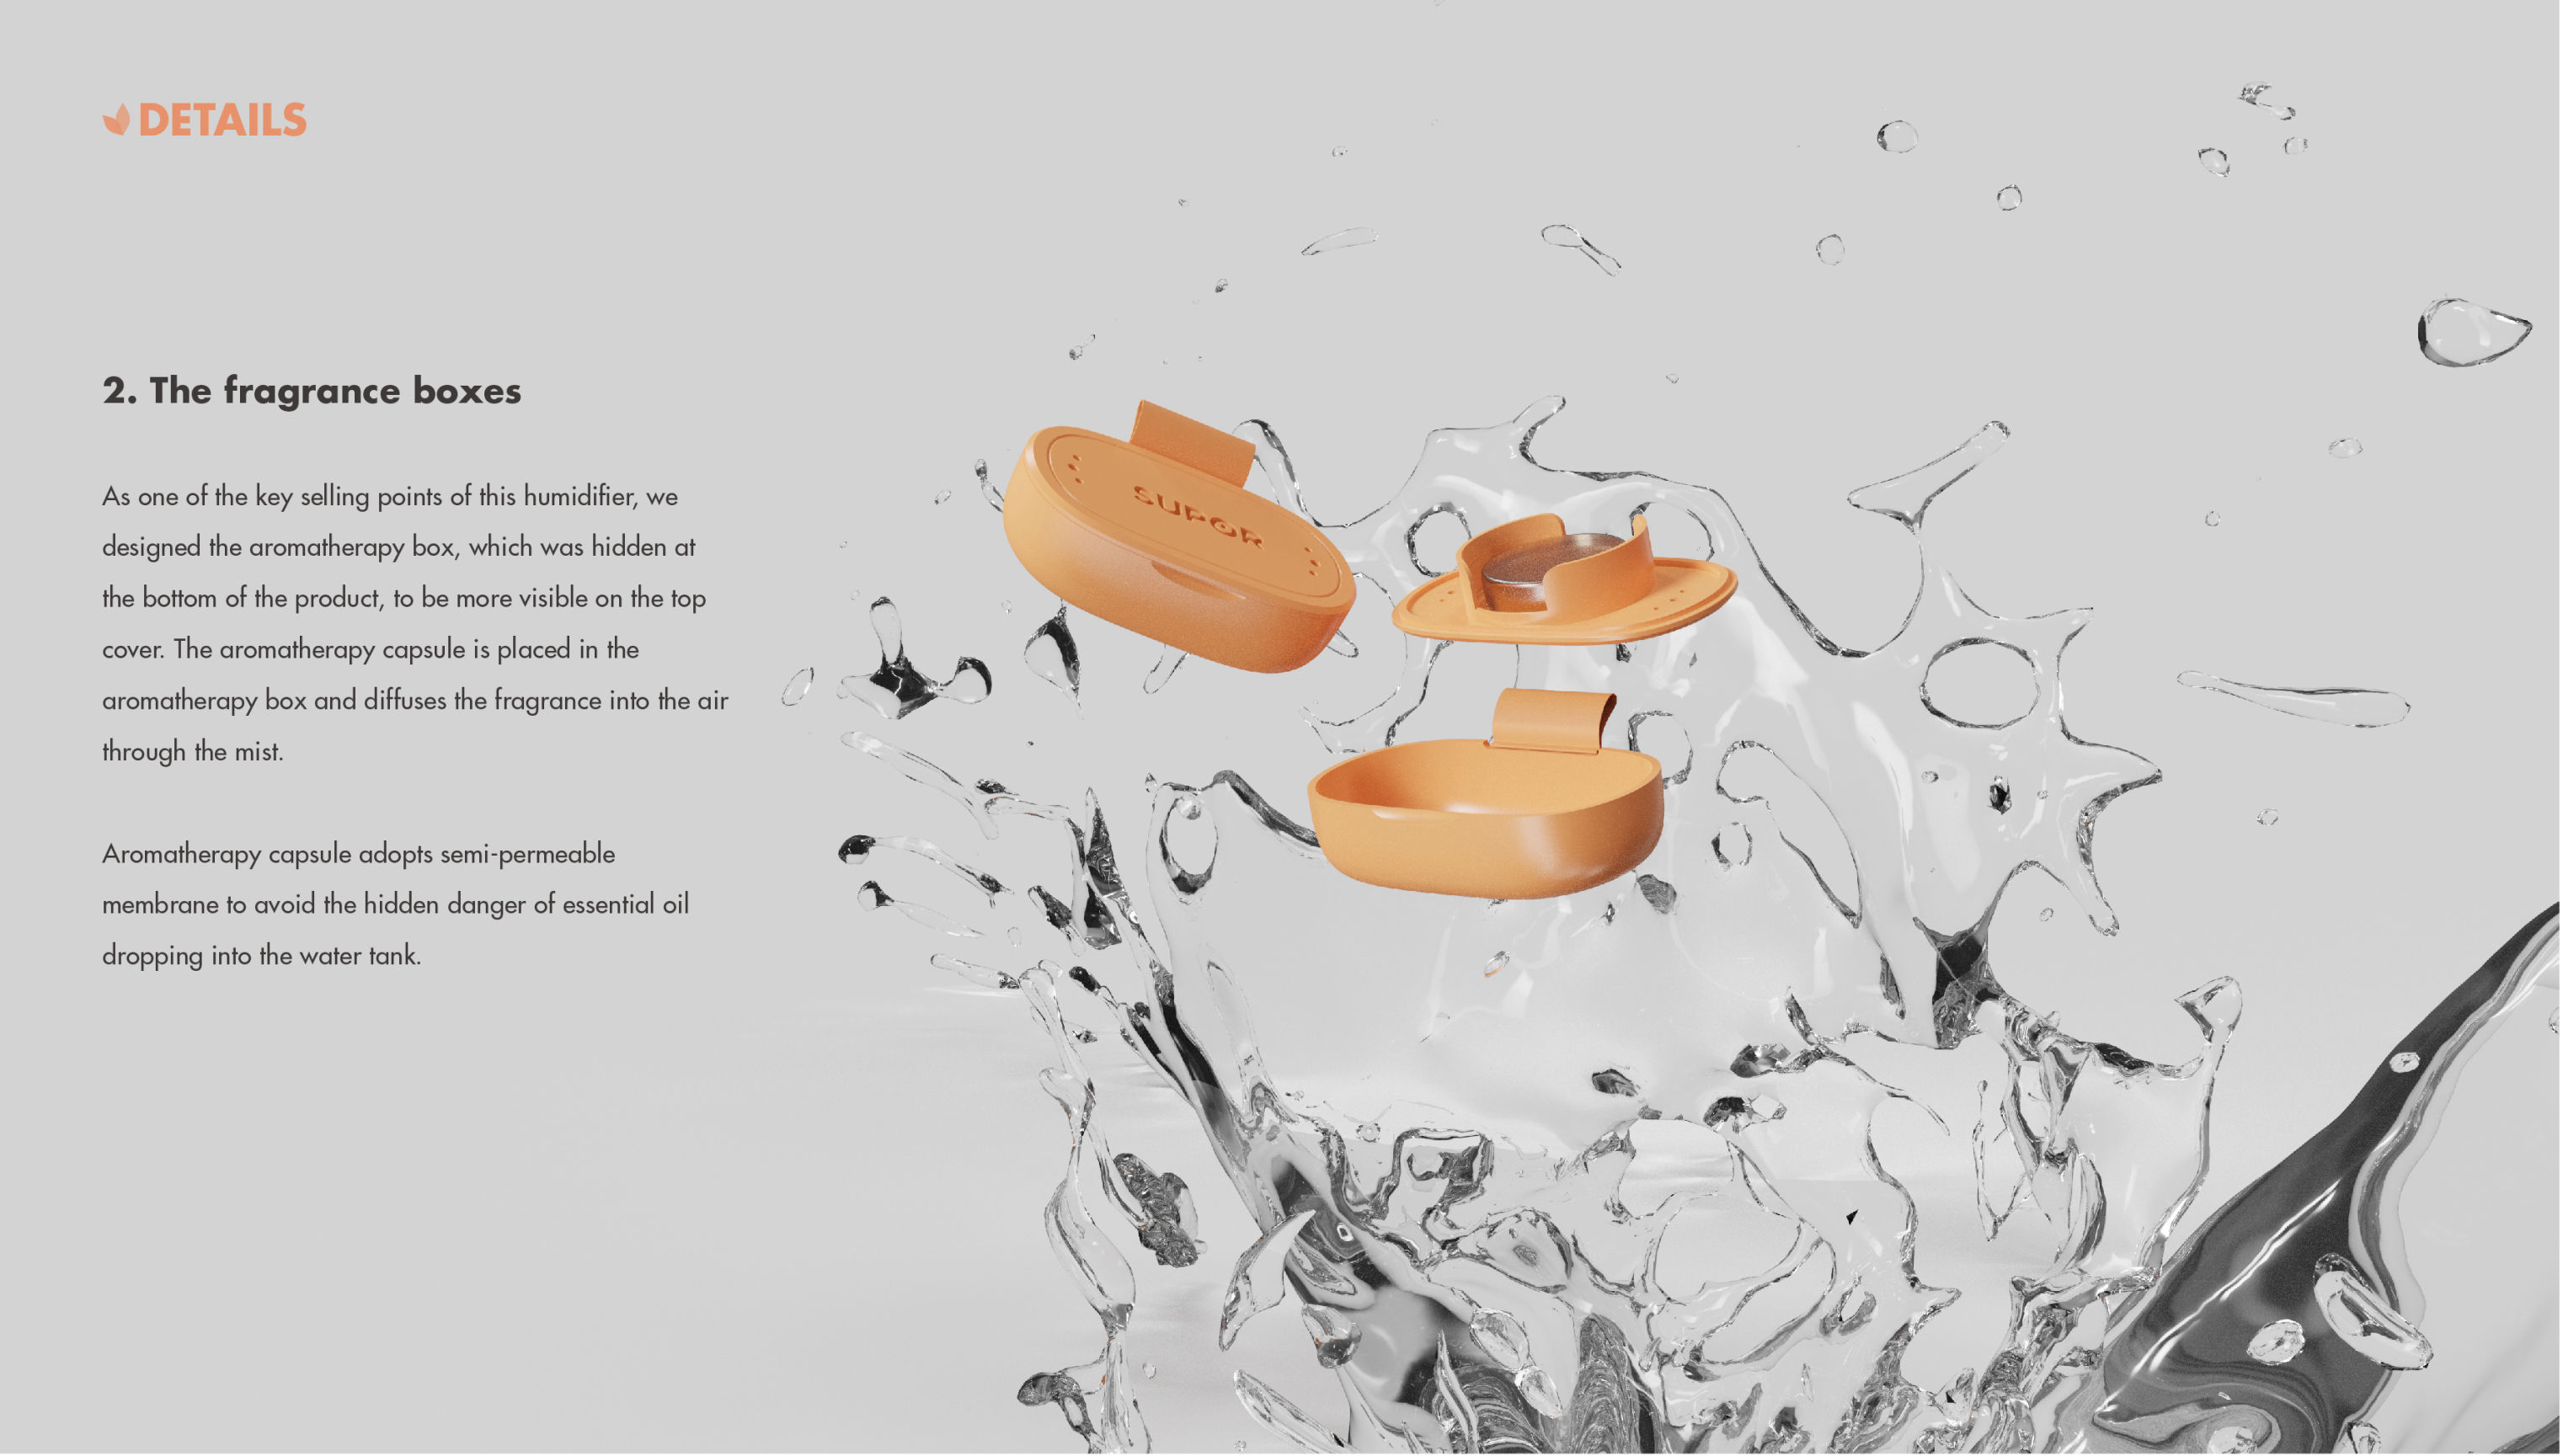 DETAILS
2. The fragrance boxes
As one of the key selling points of this humidifier, we
designed the aromatherapy box, which was hidden at
the bottom of the product, to be more visible on the top
cover. The aromatherapy capsule is placed in the
aromatherapy box and diffuses the fragrance into the air
through the mist.
Aromatherapy capsule adopts semi-permeable
membrane to avoid the hidden danger of essential oil
dropping into the water tank.
SUPOR